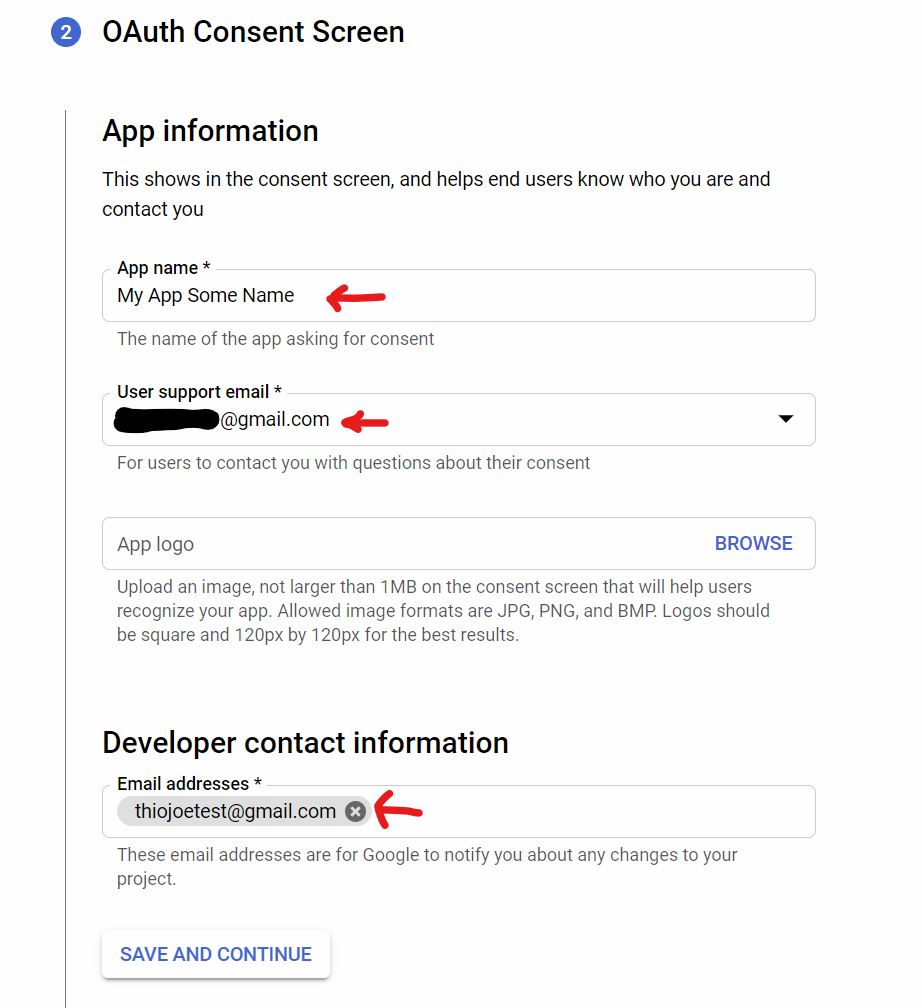 2 OAuth Consent Screen
App information
This shows in the consent screen, and helps end users know who you are and
contact you
App name *
My App Some Name
The name of the app asking for consent
User support email *
@gmail.com
For users to contact you with questions about their consent
App logo BROWSE
Upload an image, not larger than 1MB on the consent screen that will help users
recognize your app. Allowed image formats are JPG, PNG, and BMP. Logos should
be square and 120px by 120px for the best results.
Developer contact information
Email addresses *
thiojoetest@gmail.com
These email addresses are for Google to notify you about any changes to your
project.
SAVE AND CONTINUE